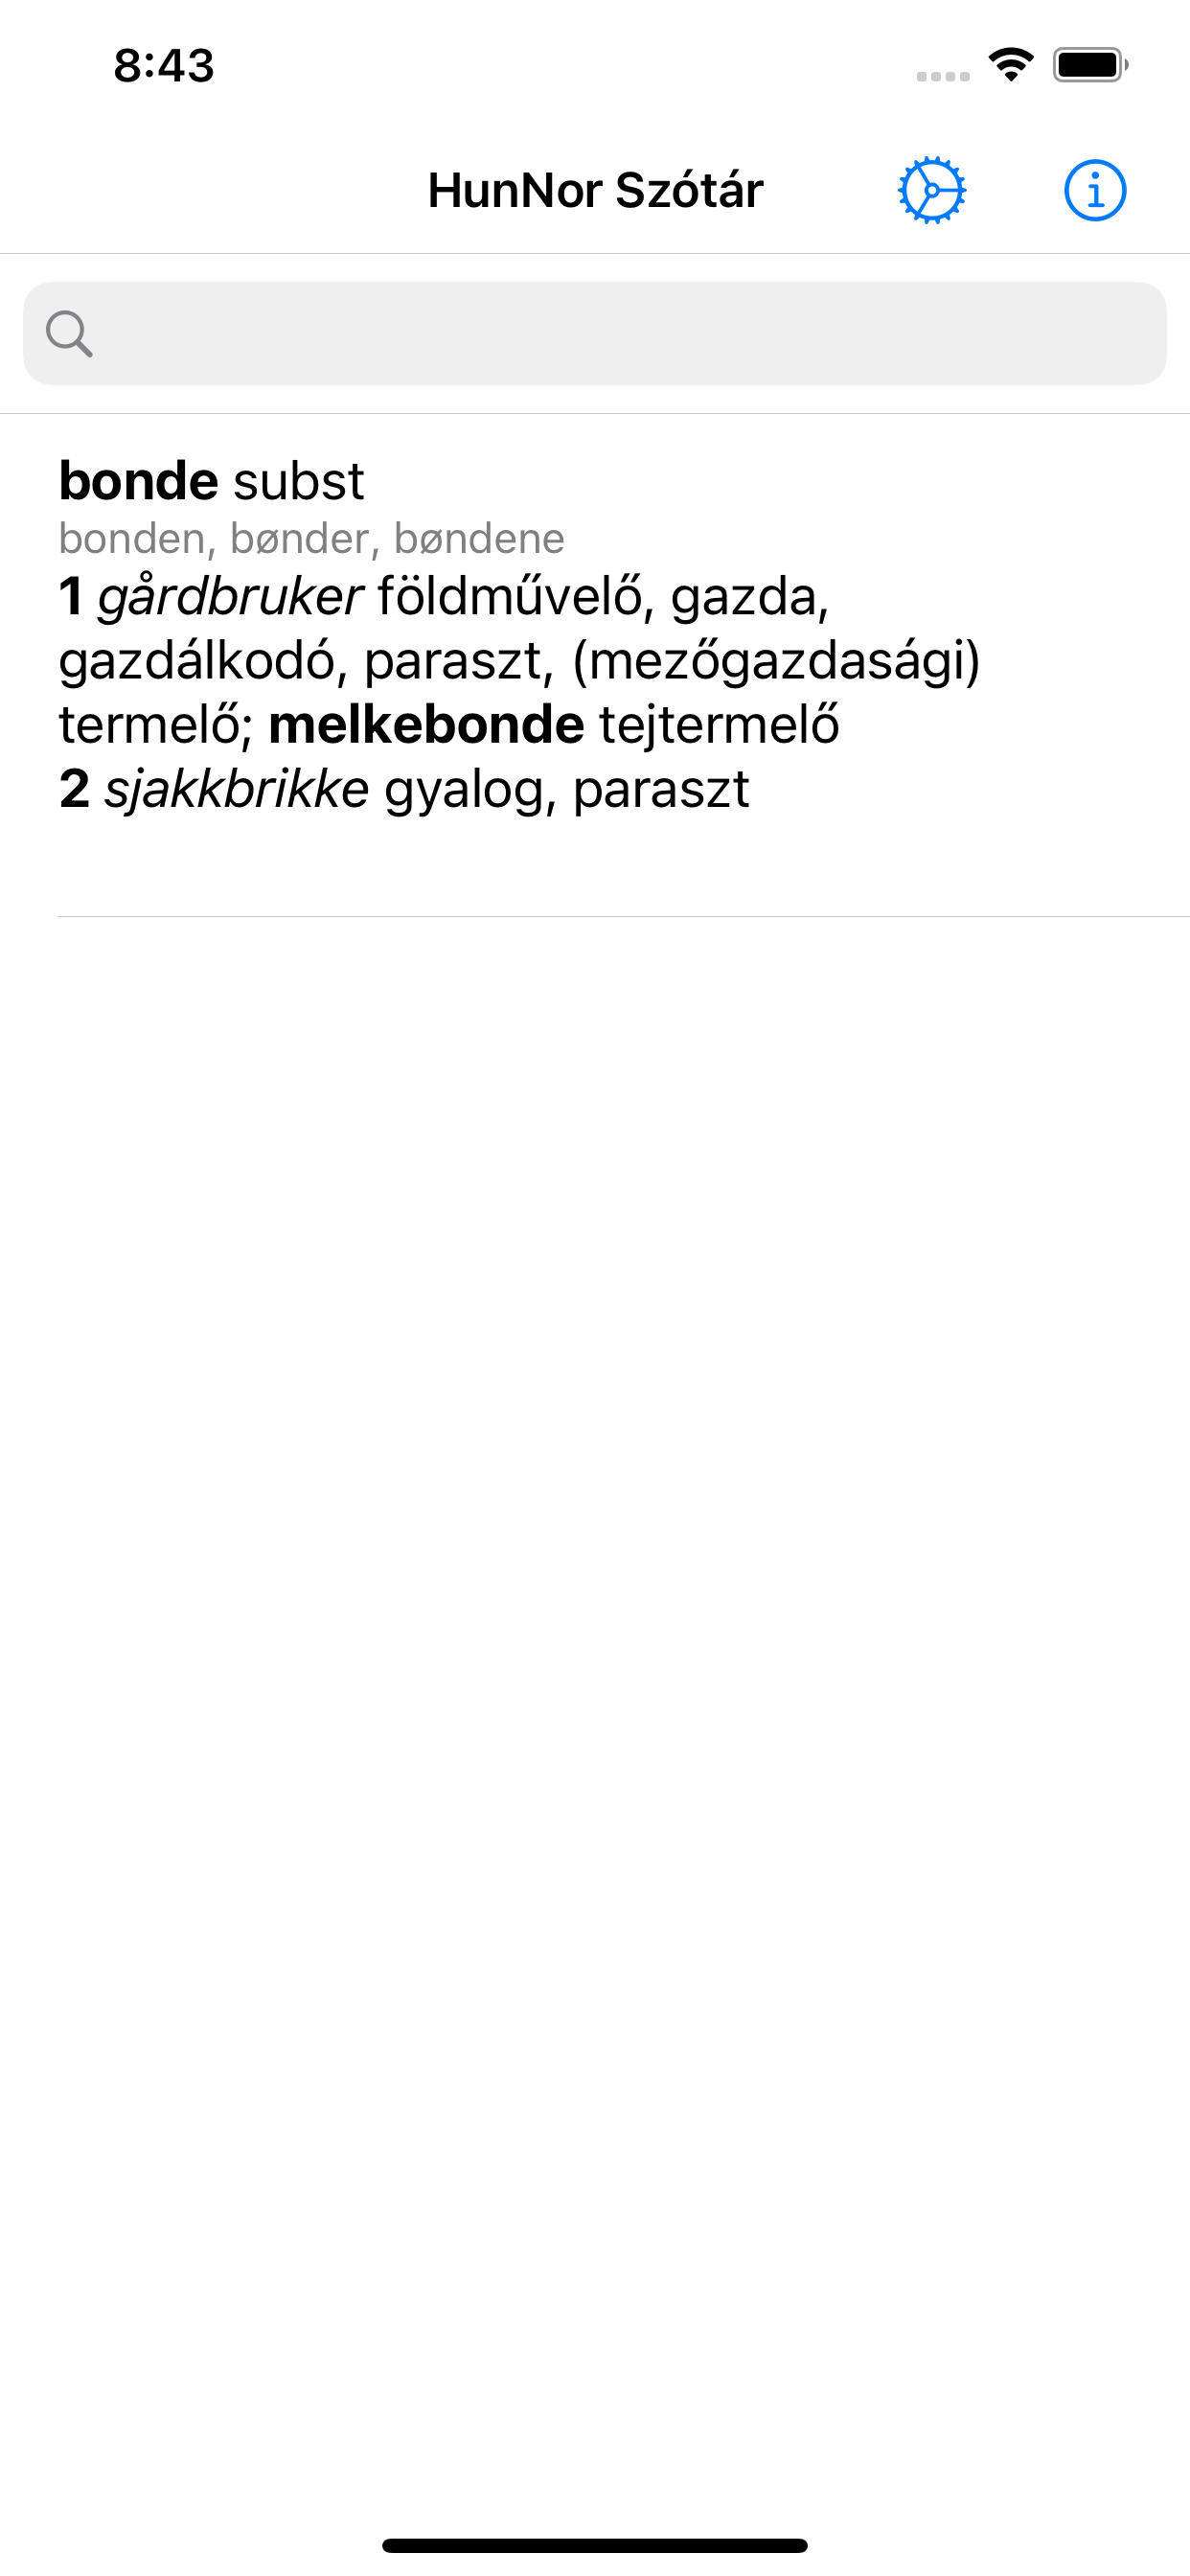 8:43
HunNor Szótár
bonde subst
bonden, bønder, bøndene
1 gårdbruker földművelő, gazda,
gazdálkodó, paraszt, (mezőgazdasági)
termelő; melkebonde tejtermelő
2 sjakkbrikke gyalog, paraszt